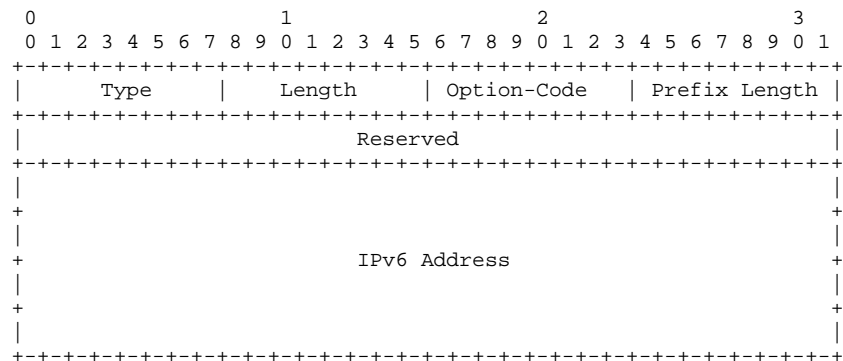 0                   1                   2                   3
0 1 2 3 4 5 6 7 8 9 0 1 2 3 4 5 6 7 8 9 0 1 2 3 4 5 6 7 8 9 0 1
+-+-+-+-+-+-+-+-+-+-+-+-+-+-+-+-+-+-+-+-+-+-+-+-+-+-+-+-+-+-+-+-+
|      Type     |    Length     | Option-Code   | Prefix Length |
+-+-+-+-+-+-+-+-+-+-+-+-+-+-+-+-+-+-+-+-+-+-+-+-+-+-+-+-+-+-+-+-+
|                          Reserved                             |
+-+-+-+-+-+-+-+-+-+-+-+-+-+-+-+-+-+-+-+-+-+-+-+-+-+-+-+-+-+-+-+-+
|                                                               |
+                                                               +
|                                                               |
+                          IPv6 Address                         +
|                                                               |
+                                                               +
|                                                               |
+-+-+-+-+-+-+-+-+-+-+-+-+-+-+-+-+-+-+-+-+-+-+-+-+-+-+-+-+-+-+-+-+